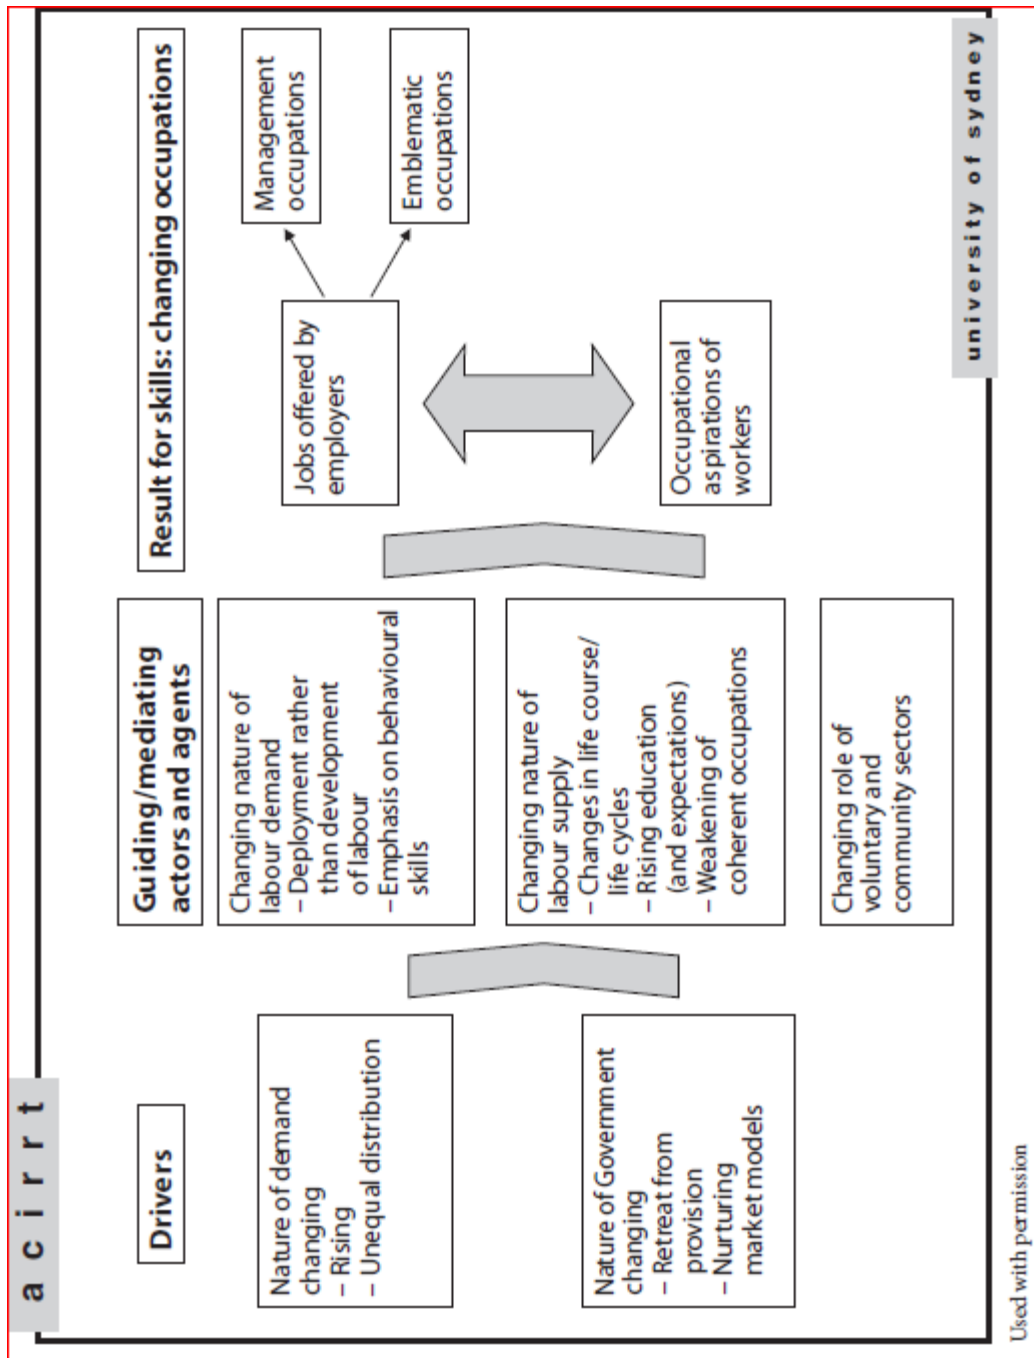 a c i r r t
Drivers
Nature of demand
changing
– Rising
– Unequal distribution
Nature of Government
changing
– Retreat from
provision
– Nurturing
market models
Guiding/mediating
actors and agents
Changing nature of
labour demand
– Deployment rather
than development
of labour
– Emphasis on behavioural
skills
Changing nature of
labour supply
– Changes in life course/
life cycles
– Rising education
(and expectations)
– Weakening of
coherent occupations
Changing role of
voluntary and
community sectors
Result for skills: changing occupations
Jobs offered by
employers
Management
occupations
Emblematic
occupations
Occupational
aspirations of
workers
university of sydney
Used with permission